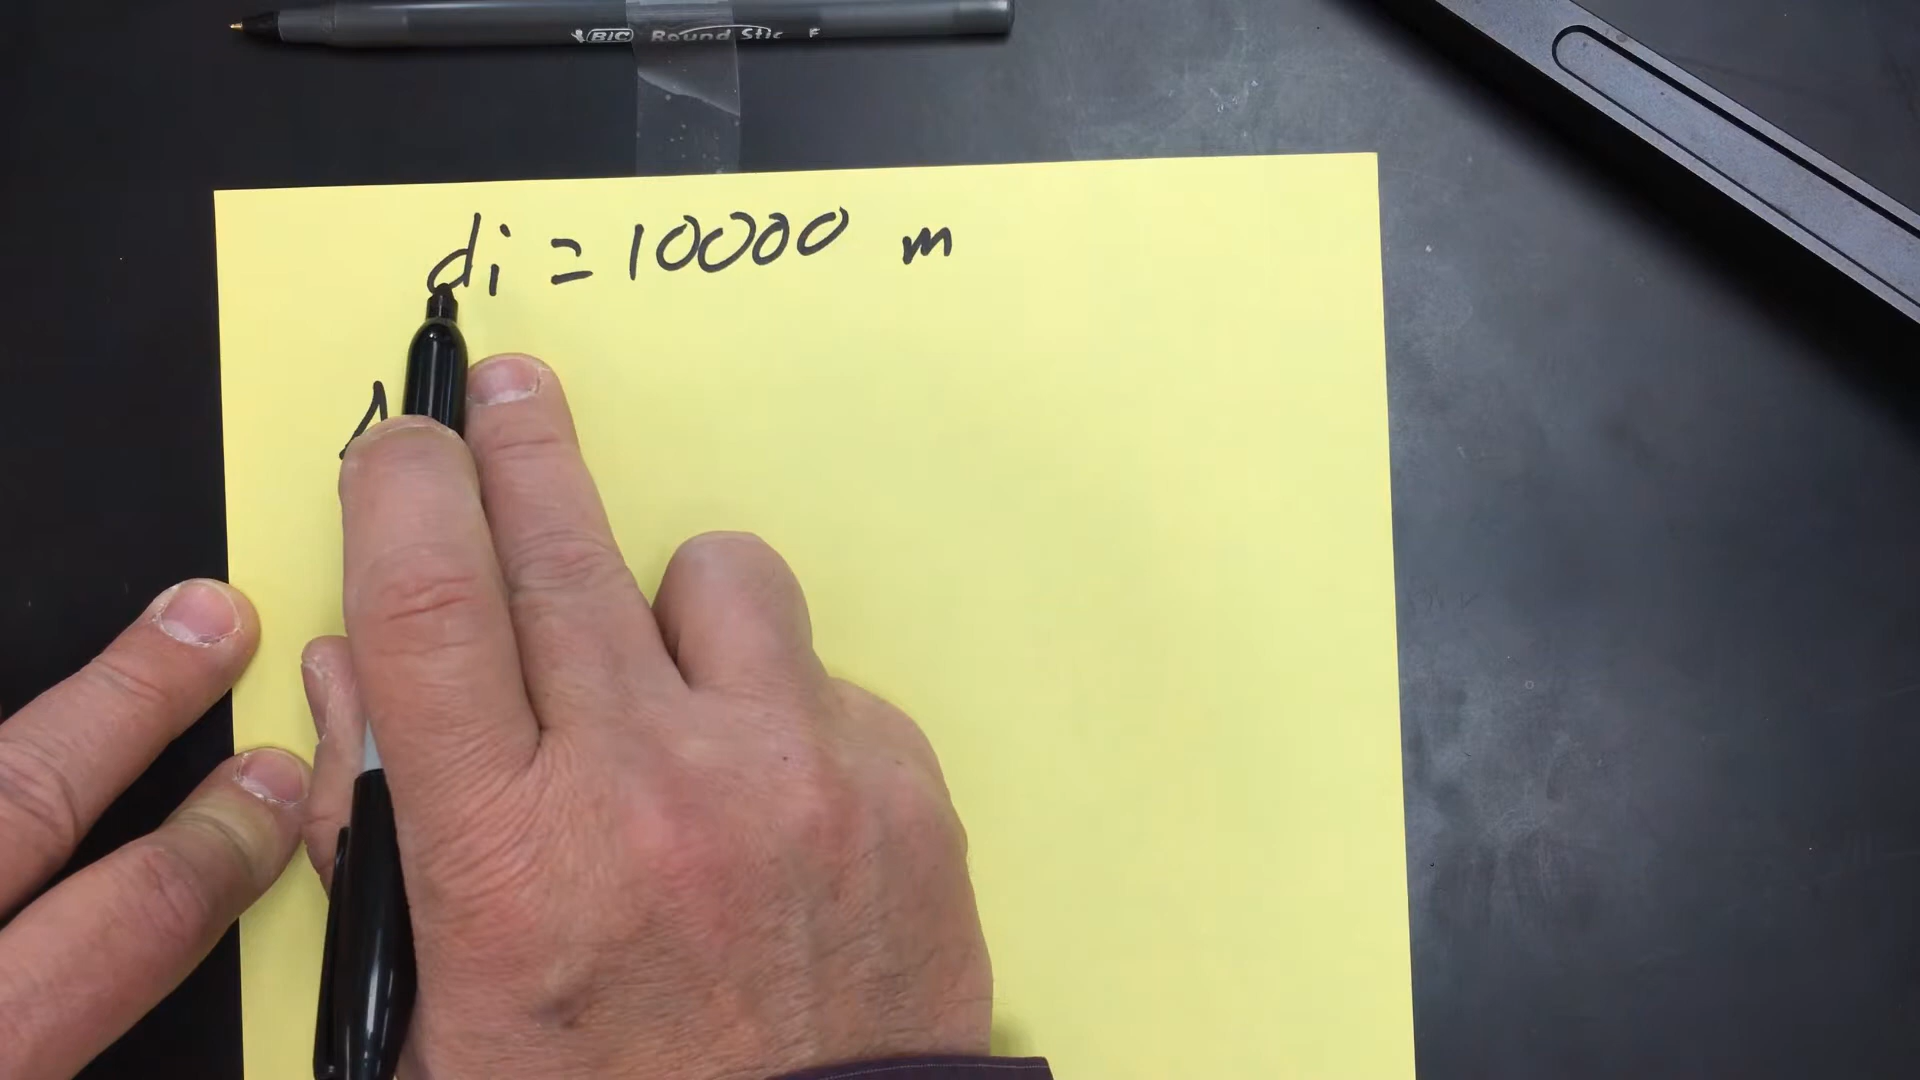 BIC Round Stic F
di = 10000 m